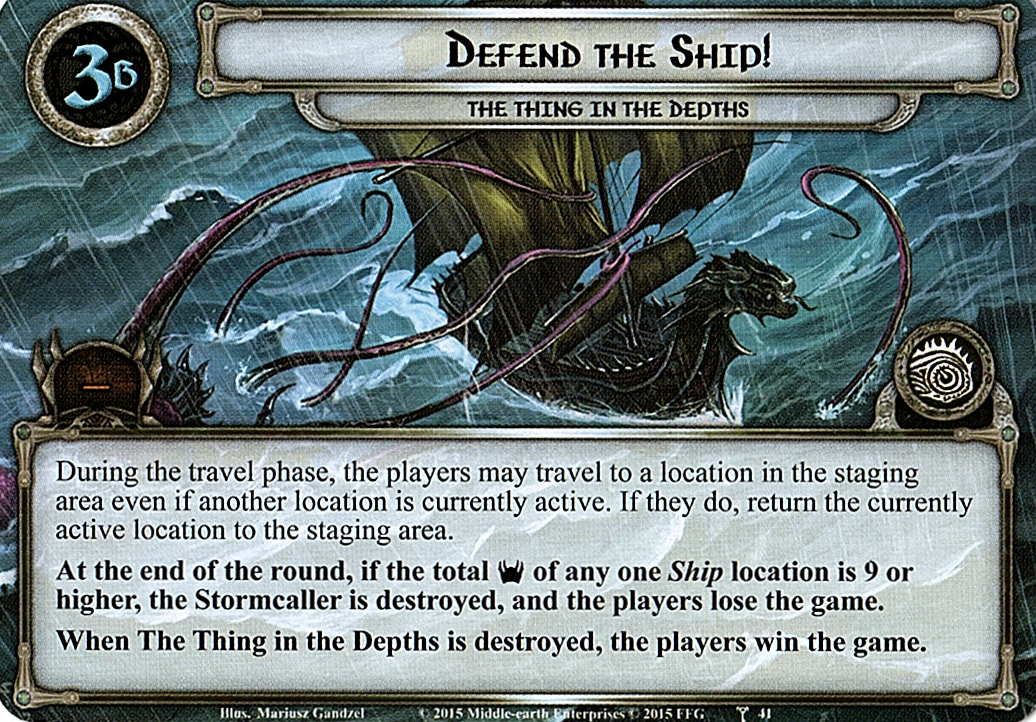 3B
Defend the Ship!
The Thing in the Depths
–
During the travel phase, the players may travel to a location in the staging
area even if another location is currently active. If they do, return the currently
active location to the staging area.
At the end of the round, if the total of any one Ship location is 9 or
higher, the Stormcaller is destroyed, and the players lose the game.
When The Thing in the Depths is destroyed, the players win the game.
Illus. Mariusz Gandzel © 2015 Middle-earth Enterprises © 2015 FFG 41